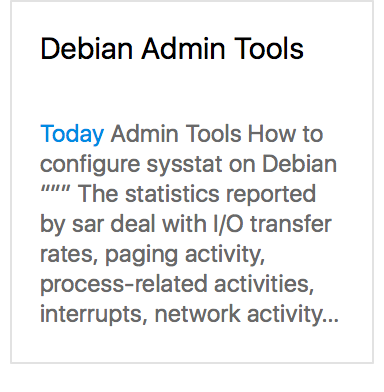 Debian Admin Tools
Today Admin Tools How to
configure sysstat on Debian
“”” The statistics reported
by sar deal with I/O transfer
rates, paging activity,
process-related activities,
interrupts, network activity...